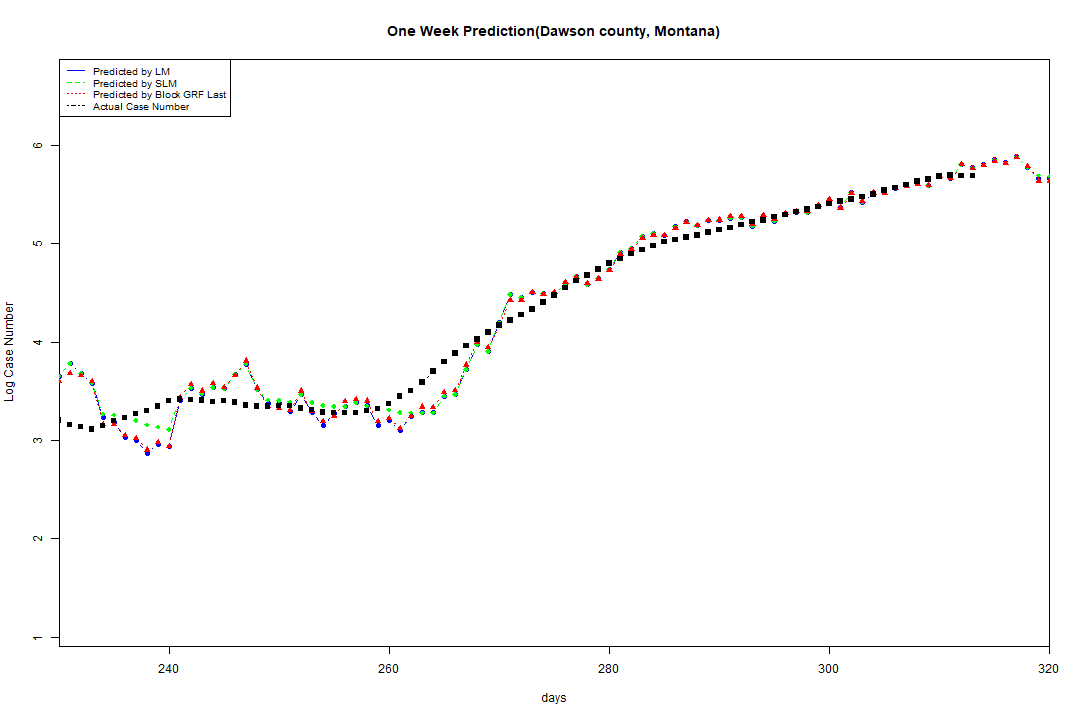 One Week Prediction(Dawson county, Montana)
Predicted by LM
Predicted by SLM
Predicted by Block GRF Last
Actual Case Number
6
5
4
3
2
1
Log Case Number
240
260
280
300
320
days